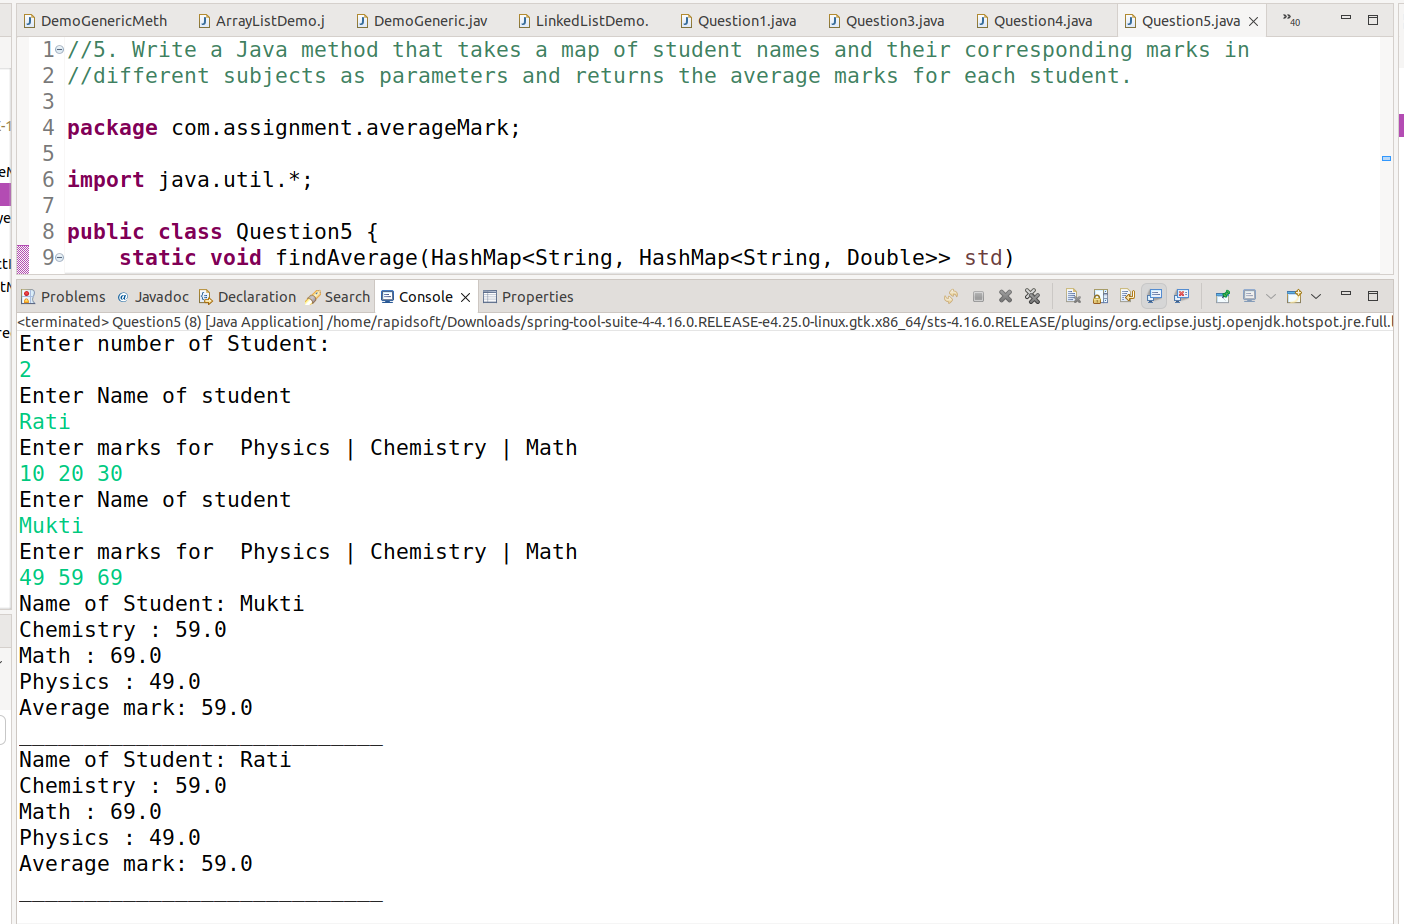 DemoGenericMeth ArrayListDemo.j DemoGeneric.jav LinkedListDemo. Question1.java Question3.java Question4.java Question5.java »40
1 //5. Write a Java method that takes a map of student names and their corresponding marks in
2 //different subjects as parameters and returns the average marks for each student.
3
4 package com.assignment.averageMark;
5
6 import java.util.*;
7
8 public class Question5 {
9 static void findAverage(HashMap<String, HashMap<String, Double>> std)
Problems @ Javadoc Declaration Search Console Properties
<terminated> Question5 (8) [Java Application] /home/rapidsoft/Downloads/spring-tool-suite-4-4.16.0.RELEASE-e4.25.0-linux.gtk.x86_64/sts-4.16.0.RELEASE/plugins/org.eclipse.justj.openjdk.hotspot.jre.full.l
Enter number of Student:
2
Enter Name of student
Rati
Enter marks for  Physics | Chemistry | Math
10 20 30
Enter Name of student
Mukti
Enter marks for  Physics | Chemistry | Math
49 59 69
Name of Student: Mukti
Chemistry : 59.0
Math : 69.0
Physics : 49.0
Average mark: 59.0
____________________________
Name of Student: Rati
Chemistry : 59.0
Math : 69.0
Physics : 49.0
Average mark: 59.0
____________________________